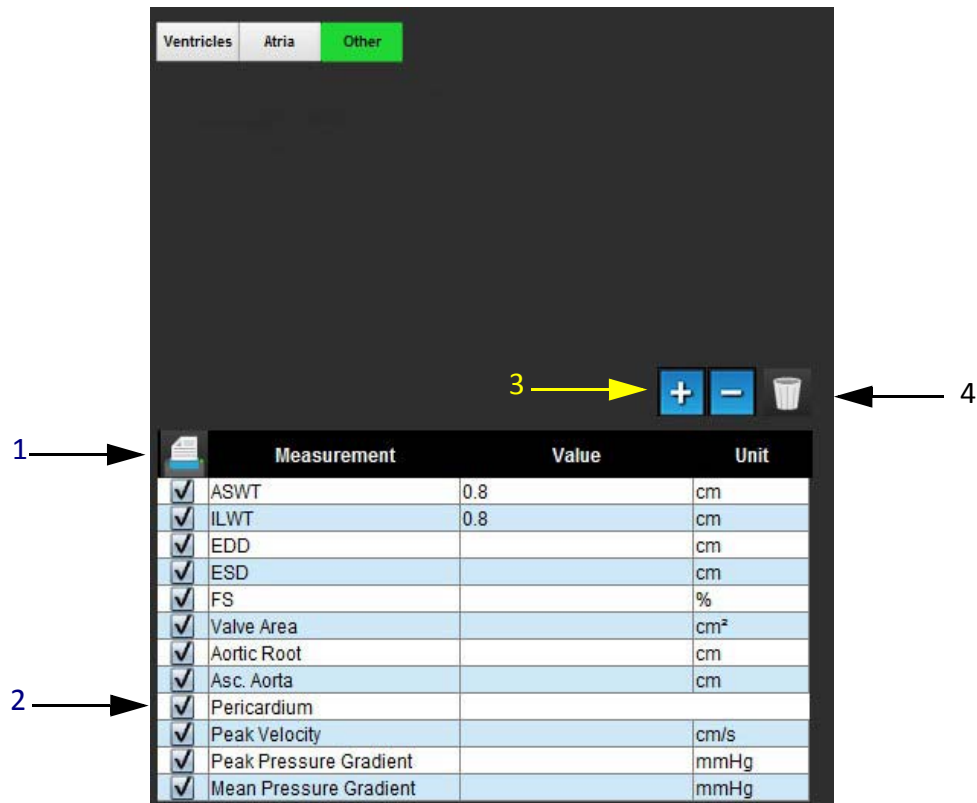 Ventricles Atria Other
3
4
1
Measurement Value Unit
ASWT 0.8 cm
ILWT 0.8 cm
EDD cm
ESD cm
FS %
Valve Area cm²
Aortic Root cm
Asc. Aorta cm
2
Pericardium
Peak Velocity cm/s
Peak Pressure Gradient mmHg
Mean Pressure Gradient mmHg